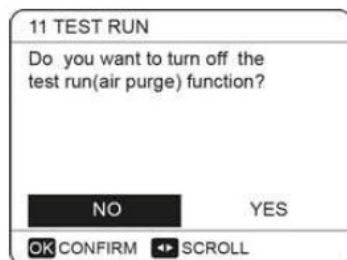 11 TEST RUN
Do you want to turn off the
test run(air purge) function?
NO YES
OK CONFIRM ◄► SCROLL